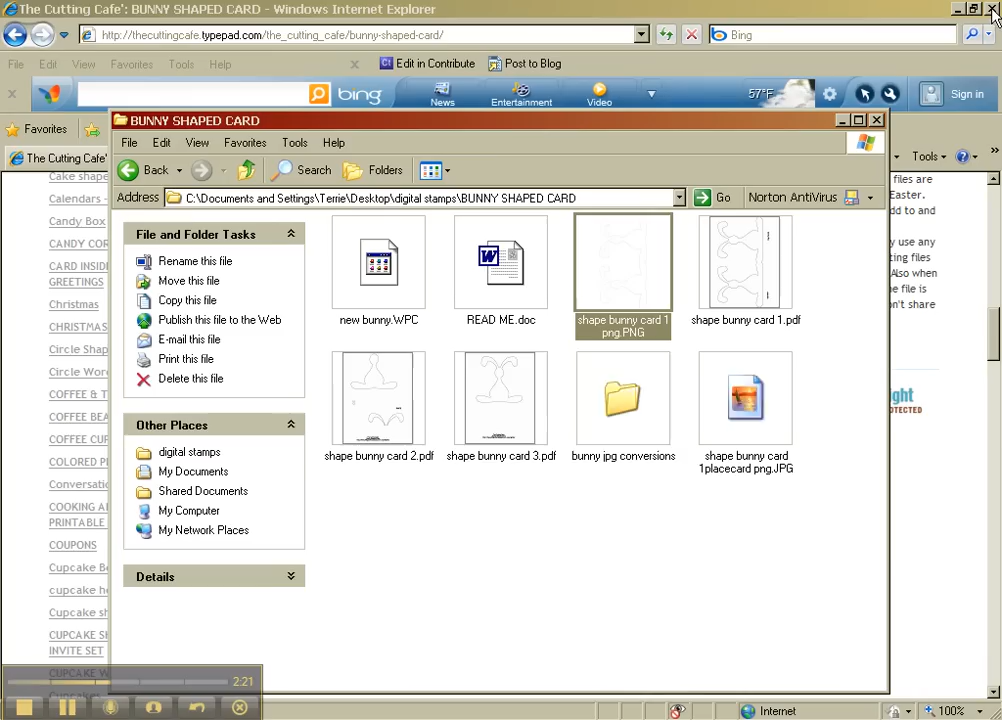 The Cutting Cafe': BUNNY SHAPED CARD - Windows Internet Explorer
http://thecuttingcafe.typepad.com/the_cutting_cafe/bunny-shaped-card/
Bing
File Edit View Favorites Tools Help
Edit in Contribute
Post to Blog
bing
News
Entertainment
Video
57°F
Sign in
Favorites
The Cutting Cafe'
Tools
BUNNY SHAPED CARD
File Edit View Favorites Tools Help
Back
Search
Folders
Address
C:\Documents and Settings\Terrie\Desktop\digital stamps\BUNNY SHAPED CARD
Go
Norton AntiVirus
File and Folder Tasks
Rename this file
Move this file
Copy this file
Publish this file to the Web
E-mail this file
Print this file
Delete this file
Other Places
digital stamps
My Documents
Shared Documents
My Computer
My Network Places
Details
new bunny.WPC
READ ME.doc
shape bunny card 1
png.PNG
shape bunny card 1.pdf
shape bunny card 2.pdf
shape bunny card 3.pdf
bunny jpg conversions
shape bunny card
1placecard png.JPG
Cake shape
Calendars -
Candy Box
CANDY COR
CARD INSID
GREETINGS
Christmas
CHRISTMAS
Circle Shap
Circle Word
COFFEE & T
COFFEE BEA
COFFEE CUP
COLORED P
Conversatio
COOKING A
PRINTABLE
COUPONS
Cupcake Bo
cupcake ho
Cupcake sh
CUPCAKE SH
INVITE SET
CUPCAKE W
files are
Easter.
dd to and
y use any
ting files
Also when
e file is
on't share
ght
OTECTED
2:21
Internet
100%